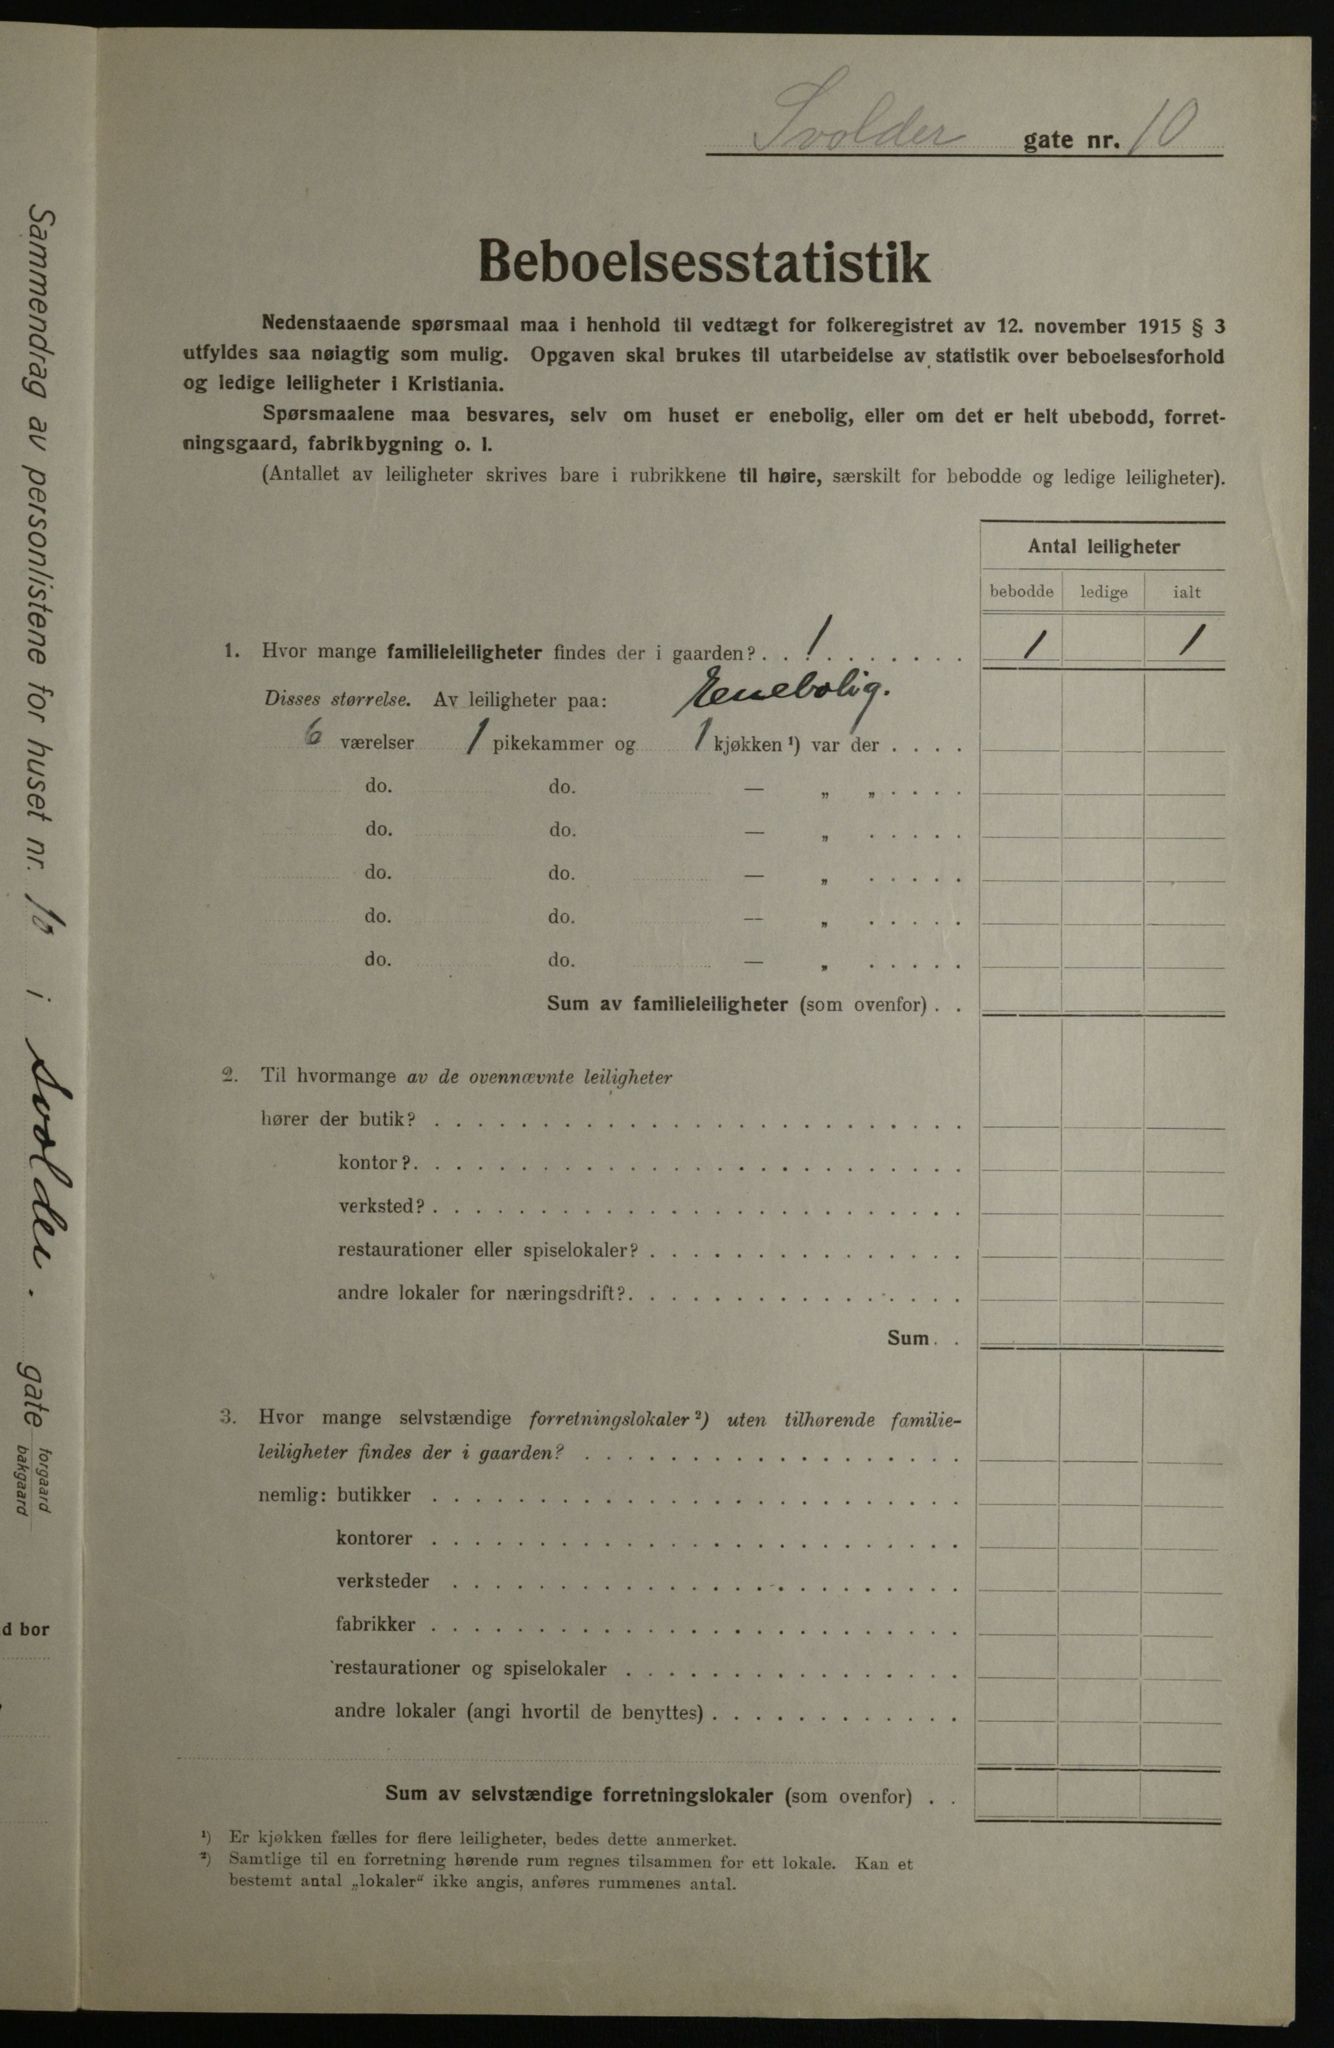 Svolder gate nr. 10
Beboelsesstatistik
Nedenstaaende spørsmaal maa i henhold til vedtægt for folkeregistret av 12. november 1915 § 3
utfyldes saa nøiagtig som mulig. Opgaven skal brukes til utarbeidelse av statistik over beboelsesforhold
og ledige leiligheter i Kristiania.
Spørsmaalene maa besvares, selv om huset er enebolig, eller om det er helt ubebodd, forret-
ningsgaard, fabrikbygning o. l.
(Antallet av leiligheter skrives bare i rubrikkene til høire, særskilt for bebodde og ledige leiligheter).
Antal leiligheter
bebodde ledige ialt
1. Hvor mange familieleiligheter findes der i gaarden? . . 1 . . . . . . . 1 1
Disses størrelse. Av leiligheter paa: Enebolig.
6 værelser 1 pikekammer og 1 kjøkken ¹) var der . . . .
do. do. — „ „ . . . .
do. do. — „ . . . . .
do. do. — „ . . . . .
do. do. — „ . . . . .
do. do. — „ . . . . .
Sum av familieleiligheter (som ovenfor) . .
2. Til hvormange av de ovennævnte leiligheter
hører der butik? . . . . . . . . . . . . . . . . . . . . . . . . .
kontor? . . . . . . . . . . . . . . . . . . . . . . . . . .
verksted? . . . . . . . . . . . . . . . . . . . . . . . . .
restaurationer eller spiselokaler? . . . . . . . . . . . . . . .
andre lokaler for næringsdrift? . . . . . . . . . . . . . . . .
Sum . .
3. Hvor mange selvstændige forretningslokaler ²) uten tilhørende familie-
leiligheter findes der i gaarden? . . . . . . . . . . . . . . . . . .
nemlig: butikker . . . . . . . . . . . . . . . . . . . . . . . . .
kontorer . . . . . . . . . . . . . . . . . . . . . . . . .
verksteder . . . . . . . . . . . . . . . . . . . . . . . .
fabrikker . . . . . . . . . . . . . . . . . . . . . . . . .
restaurationer og spiselokaler . . . . . . . . . . . . . . . .
andre lokaler (angi hvortil de benyttes) . . . . . . . . . . . .
Sum av selvstændige forretningslokaler (som ovenfor) . .
¹) Er kjøkken fælles for flere leiligheter, bedes dette anmerket.
²) Samtlige til en forretning hørende rum regnes tilsammen for ett lokale. Kan et
bestemt antal „lokaler“ ikke angis, anføres rummenes antal.
Sammendrag av personlistene for huset nr. 10 i Svolder. gate forgaard
bakgaard
d bor